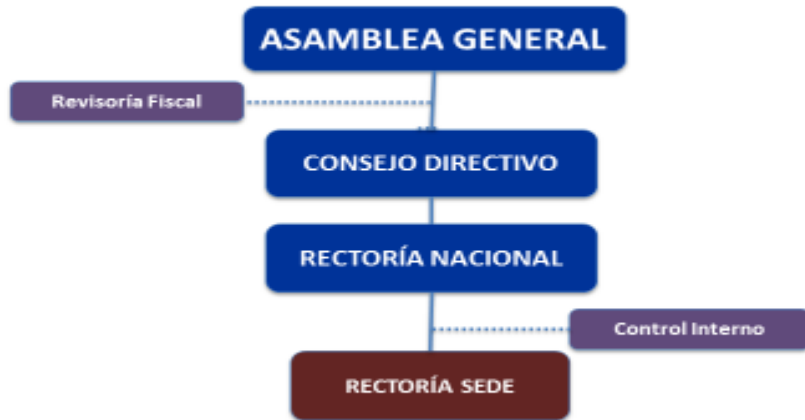 ASAMBLEA GENERAL
Revisoría Fiscal
CONSEJO DIRECTIVO
RECTORÍA NACIONAL
Control Interno
RECTORÍA SEDE